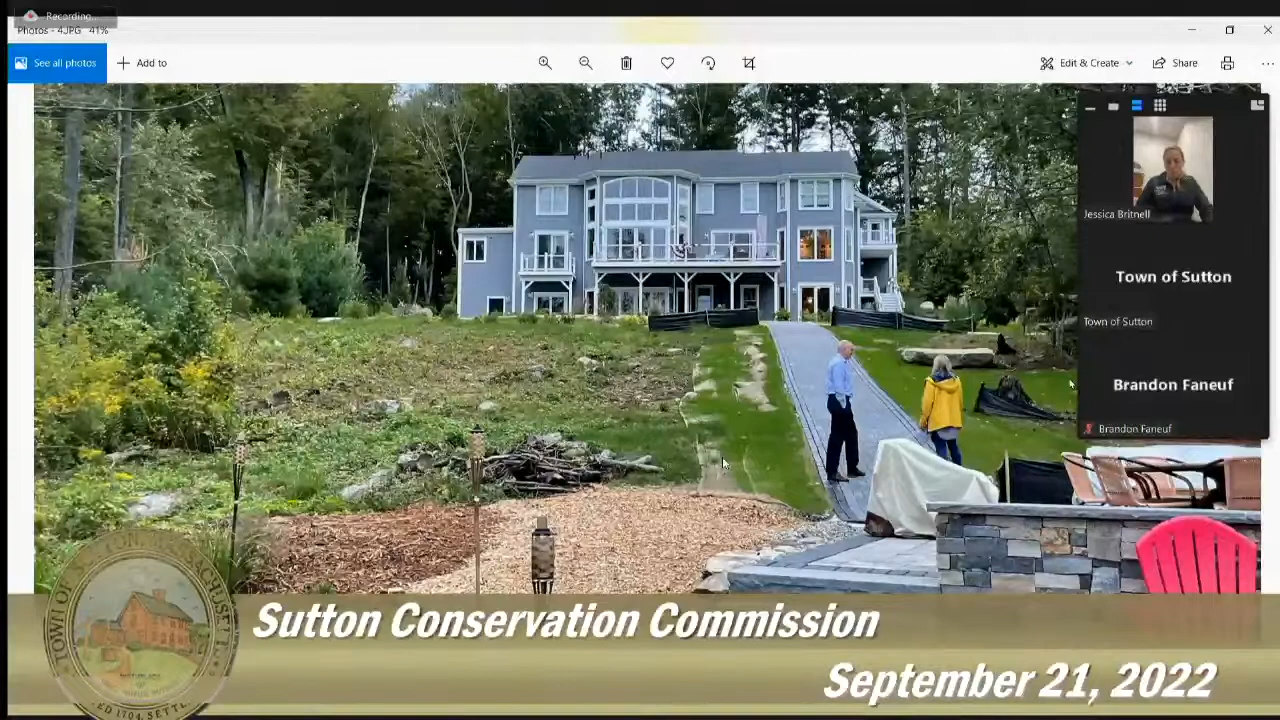 Recording...
Photos - 4.JPG 41%
See all photos
Add to
Edit & Create
Share
Jessica Britnell
Town of Sutton
Town of Sutton
Brandon Faneuf
Brandon Faneuf
Sutton Conservation Commission
September 21, 2022